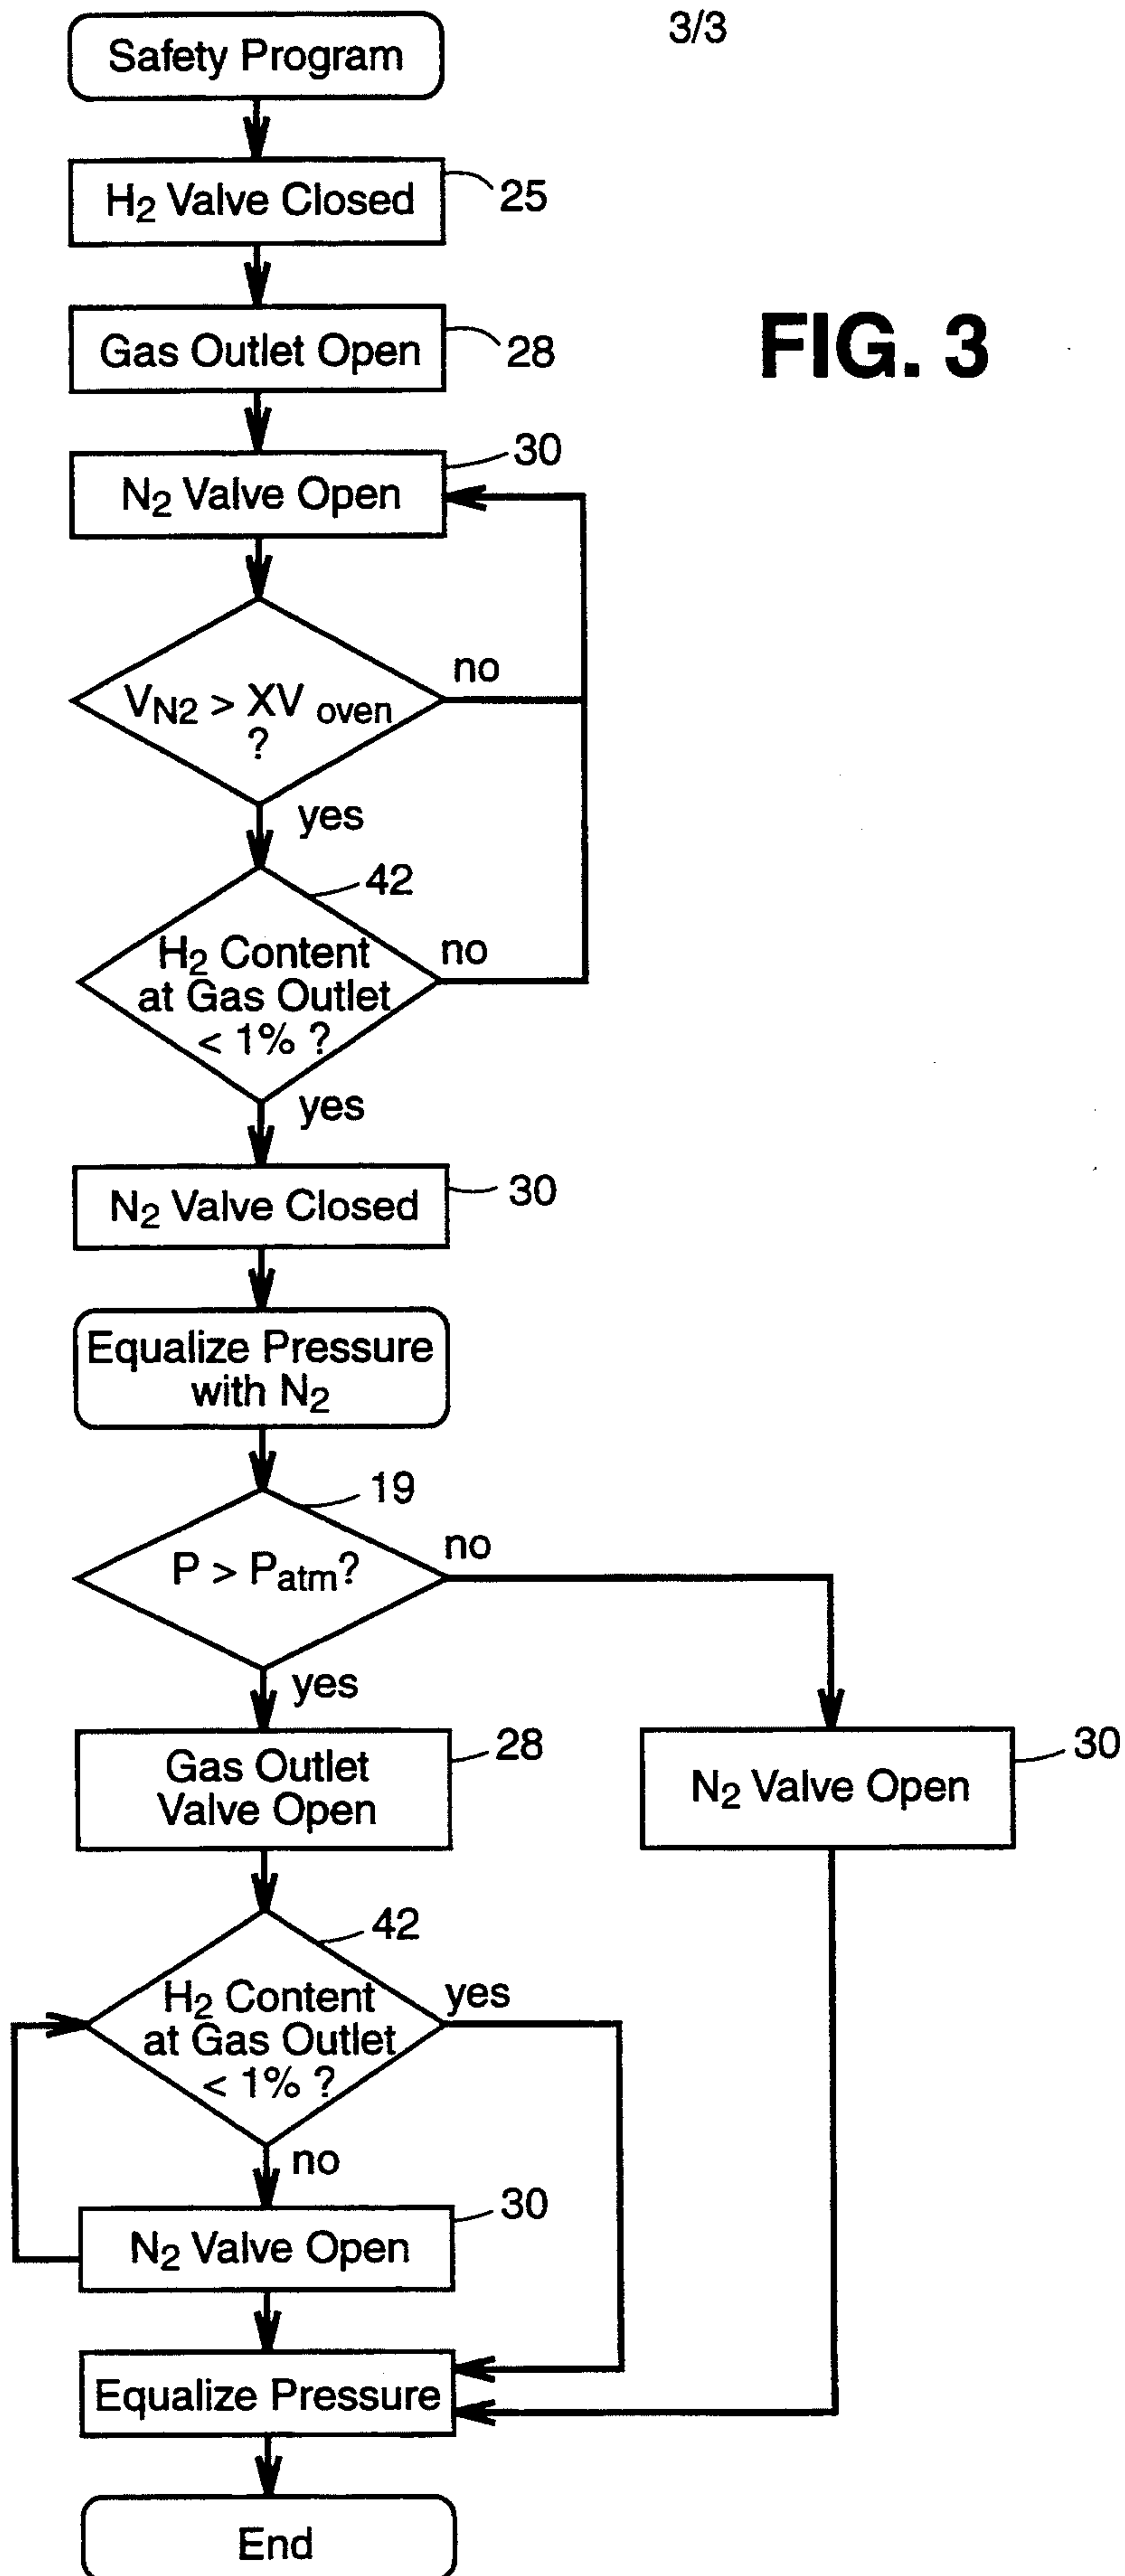 3/3
Safety Program
H2 Valve Closed
25
Gas Outlet Open
28
FIG. 3
30
N2 Valve Open
no
VN2 > XV oven
?
yes
42
H2 Content
at Gas Outlet
< 1% ?
no
yes
N2 Valve Closed
30
Equalize Pressure
with N2
19
P > Patm?
no
yes
Gas Outlet
Valve Open
28
N2 Valve Open
30
42
H2 Content
at Gas Outlet
< 1% ?
yes
no
30
N2 Valve Open
Equalize Pressure
End